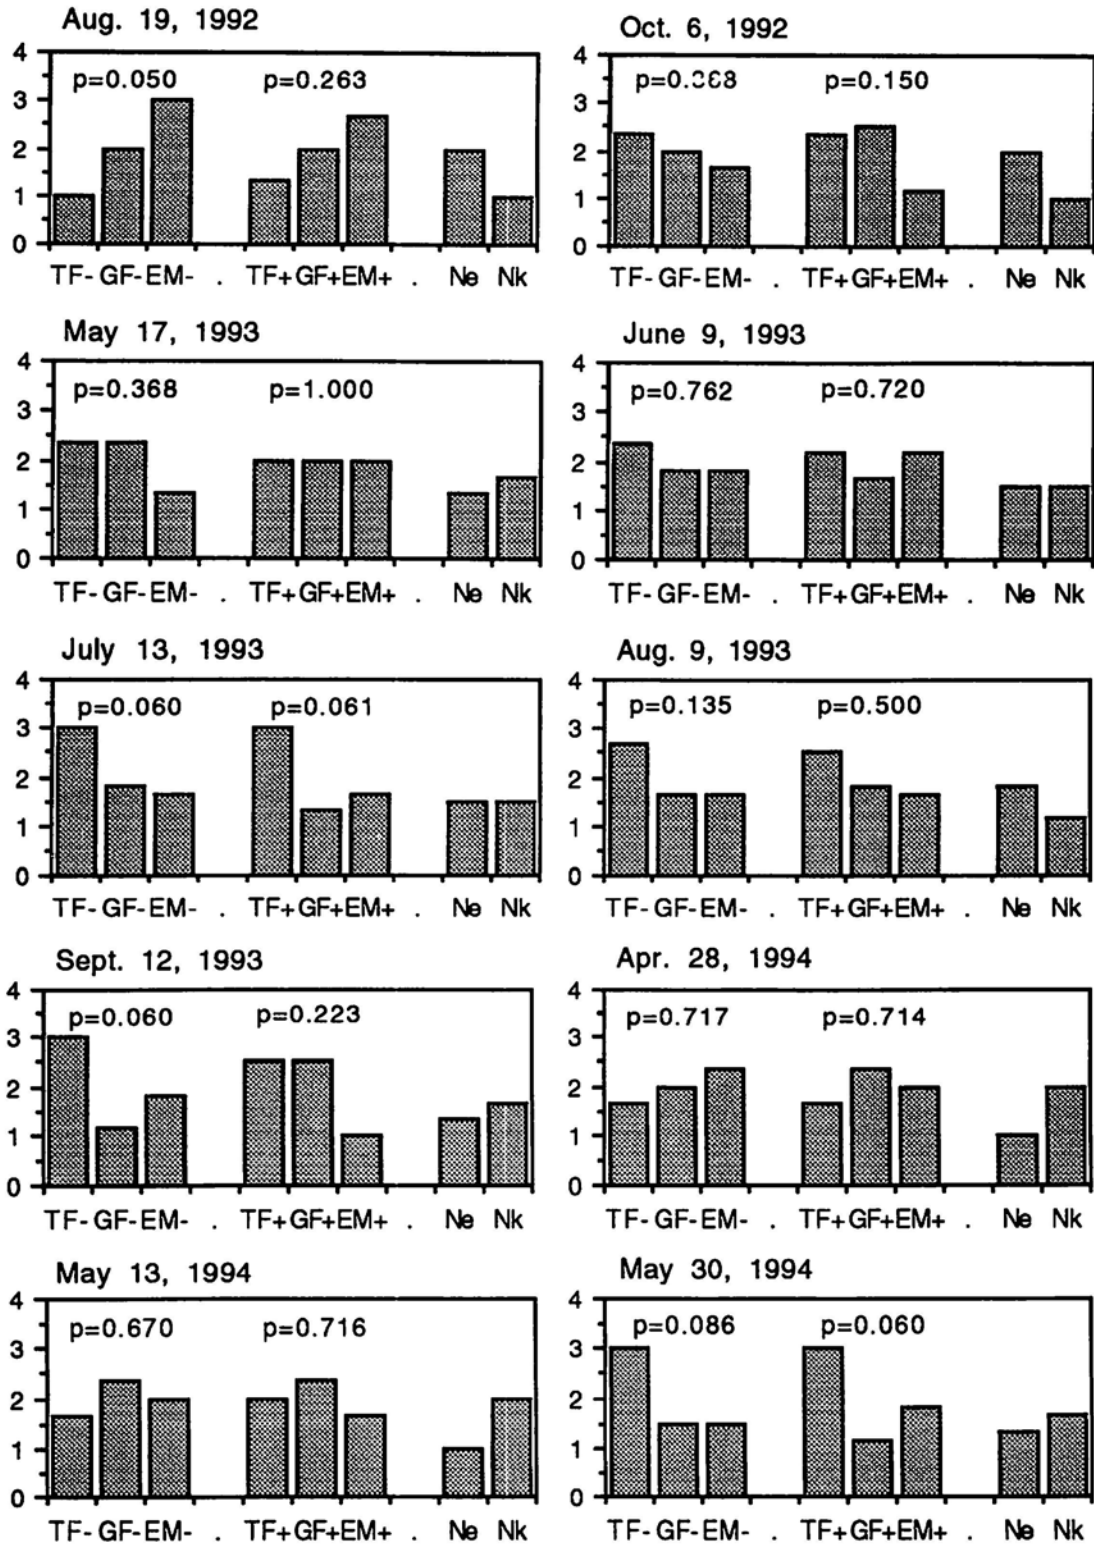 Aug. 19, 1992
4
p=0.050 p=0.263
3
2
1
0
TF- GF- EM- . TF+ GF+ EM+ . Ne Nk
Oct. 6, 1992
4
p=0.368 p=0.150
3
2
1
0
TF- GF- EM- . TF+ GF+ EM+ . Ne Nk
May 17, 1993
4
p=0.368 p=1.000
3
2
1
0
TF- GF- EM- . TF+ GF+ EM+ . Ne Nk
June 9, 1993
4
p=0.762 p=0.720
3
2
1
0
TF- GF- EM- . TF+ GF+ EM+ . Ne Nk
July 13, 1993
4
p=0.060 p=0.061
3
2
1
0
TF- GF- EM- . TF+ GF+ EM+ . Ne Nk
Aug. 9, 1993
4
p=0.135 p=0.500
3
2
1
0
TF- GF- EM- . TF+ GF+ EM+ . Ne Nk
Sept. 12, 1993
4
p=0.060 p=0.223
3
2
1
0
TF- GF- EM- . TF+ GF+ EM+ . Ne Nk
Apr. 28, 1994
4
p=0.717 p=0.714
3
2
1
0
TF- GF- EM- . TF+ GF+ EM+ . Ne Nk
May 13, 1994
4
p=0.670 p=0.716
3
2
1
0
TF- GF- EM- . TF+ GF+ EM+ . Ne Nk
May 30, 1994
4
p=0.086 p=0.060
3
2
1
0
TF- GF- EM- . TF+ GF+ EM+ . Ne Nk